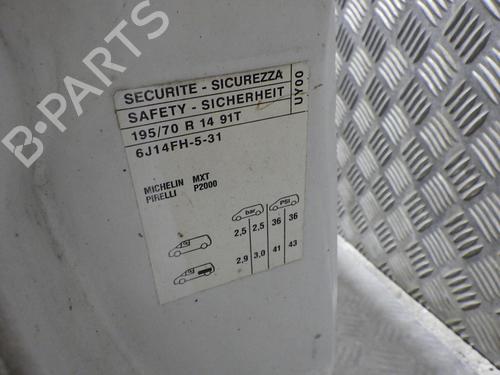 B-PARTS
SECURITE - SICUREZZA
SAFETY - SICHERHEIT
UY00
195/70 R 14 91T
6J14FH-5-31
MICHELIN MXT
PIRELLI P2000
bar PSI
2,5 2,5 36 36
2,9 3,0 41 43